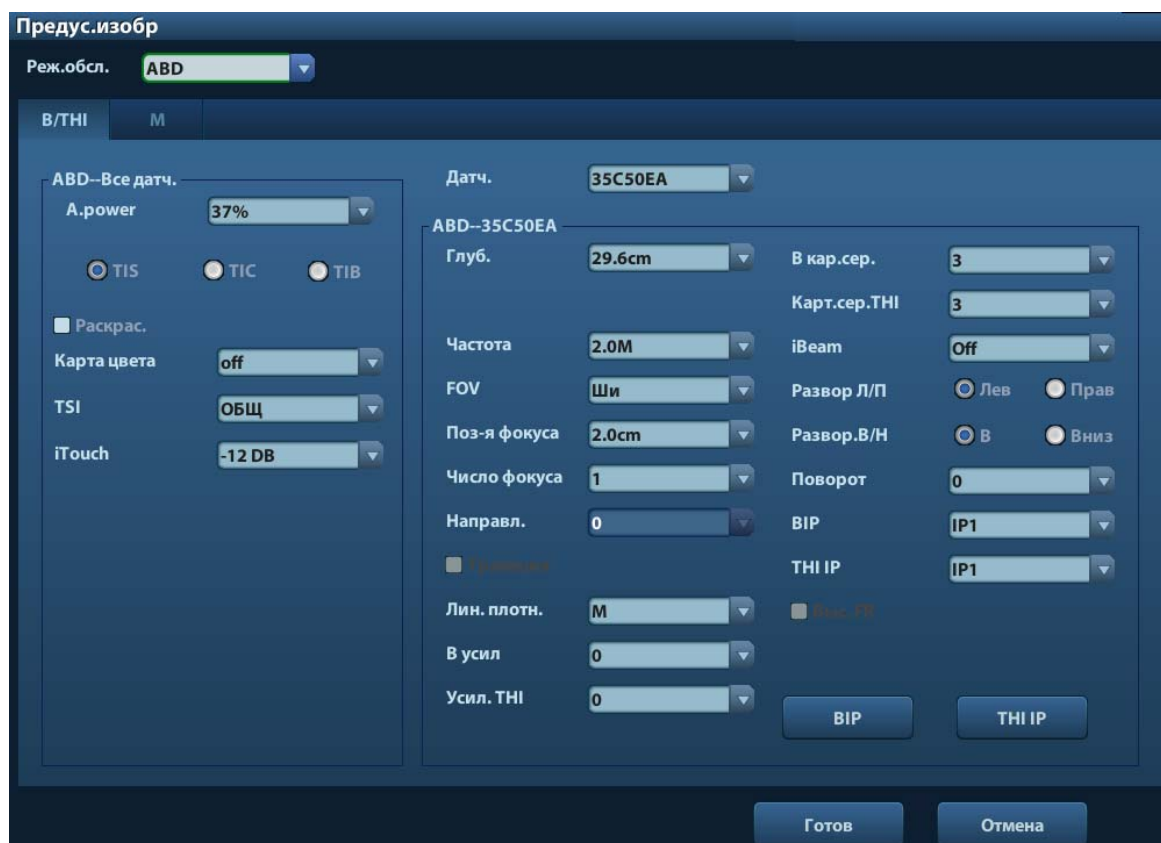 Предус.изобр
Реж.обсл. ABD
B/THI M
ABD--Все датч.
A.power 37%
TIS TIC TIB
Раскрас.
Карта цвета off
TSI ОБЩ
iTouch -12 DB
Датч. 35C50EA
ABD--35C50EA
Глуб. 29.6cm
Частота 2.0M
FOV Ши
Поз-я фокуса 2.0cm
Число фокуса 1
Направл. 0
Лин. плотн. М
В усил 0
Усил. THI 0
В кар.сер. 3
Карт.сер.THI 3
iBeam Off
Развор Л/П Лев Прав
Развор.В/Н В Вниз
Поворот 0
BIP IP1
THI IP IP1
BIP THI IP
Готов Отмена